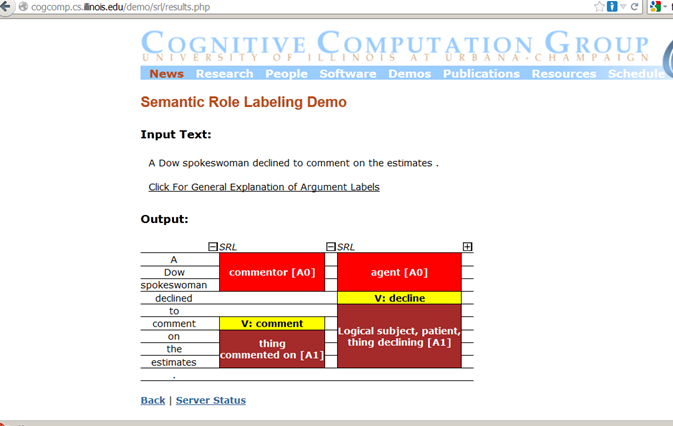 cogcomp.cs.illinois.edu/demo/srl/results.php
COGNITIVE COMPUTATION GROUP
UNIVERSITY OF ILLINOIS AT URBANA-CHAMPAIGN
News Research People Software Demos Publications Resources Schedule
Semantic Role Labeling Demo
Input Text:
A Dow spokeswoman declined to comment on the estimates .
Click For General Explanation of Argument Labels
Output:
SRL SRL
A
Dow commentor [A0] agent [A0]
spokeswoman
declined V: decline
to
comment V: comment
on Logical subject, patient,
the thing thing declining [A1]
estimates commented on [A1]
.
Back | Server Status